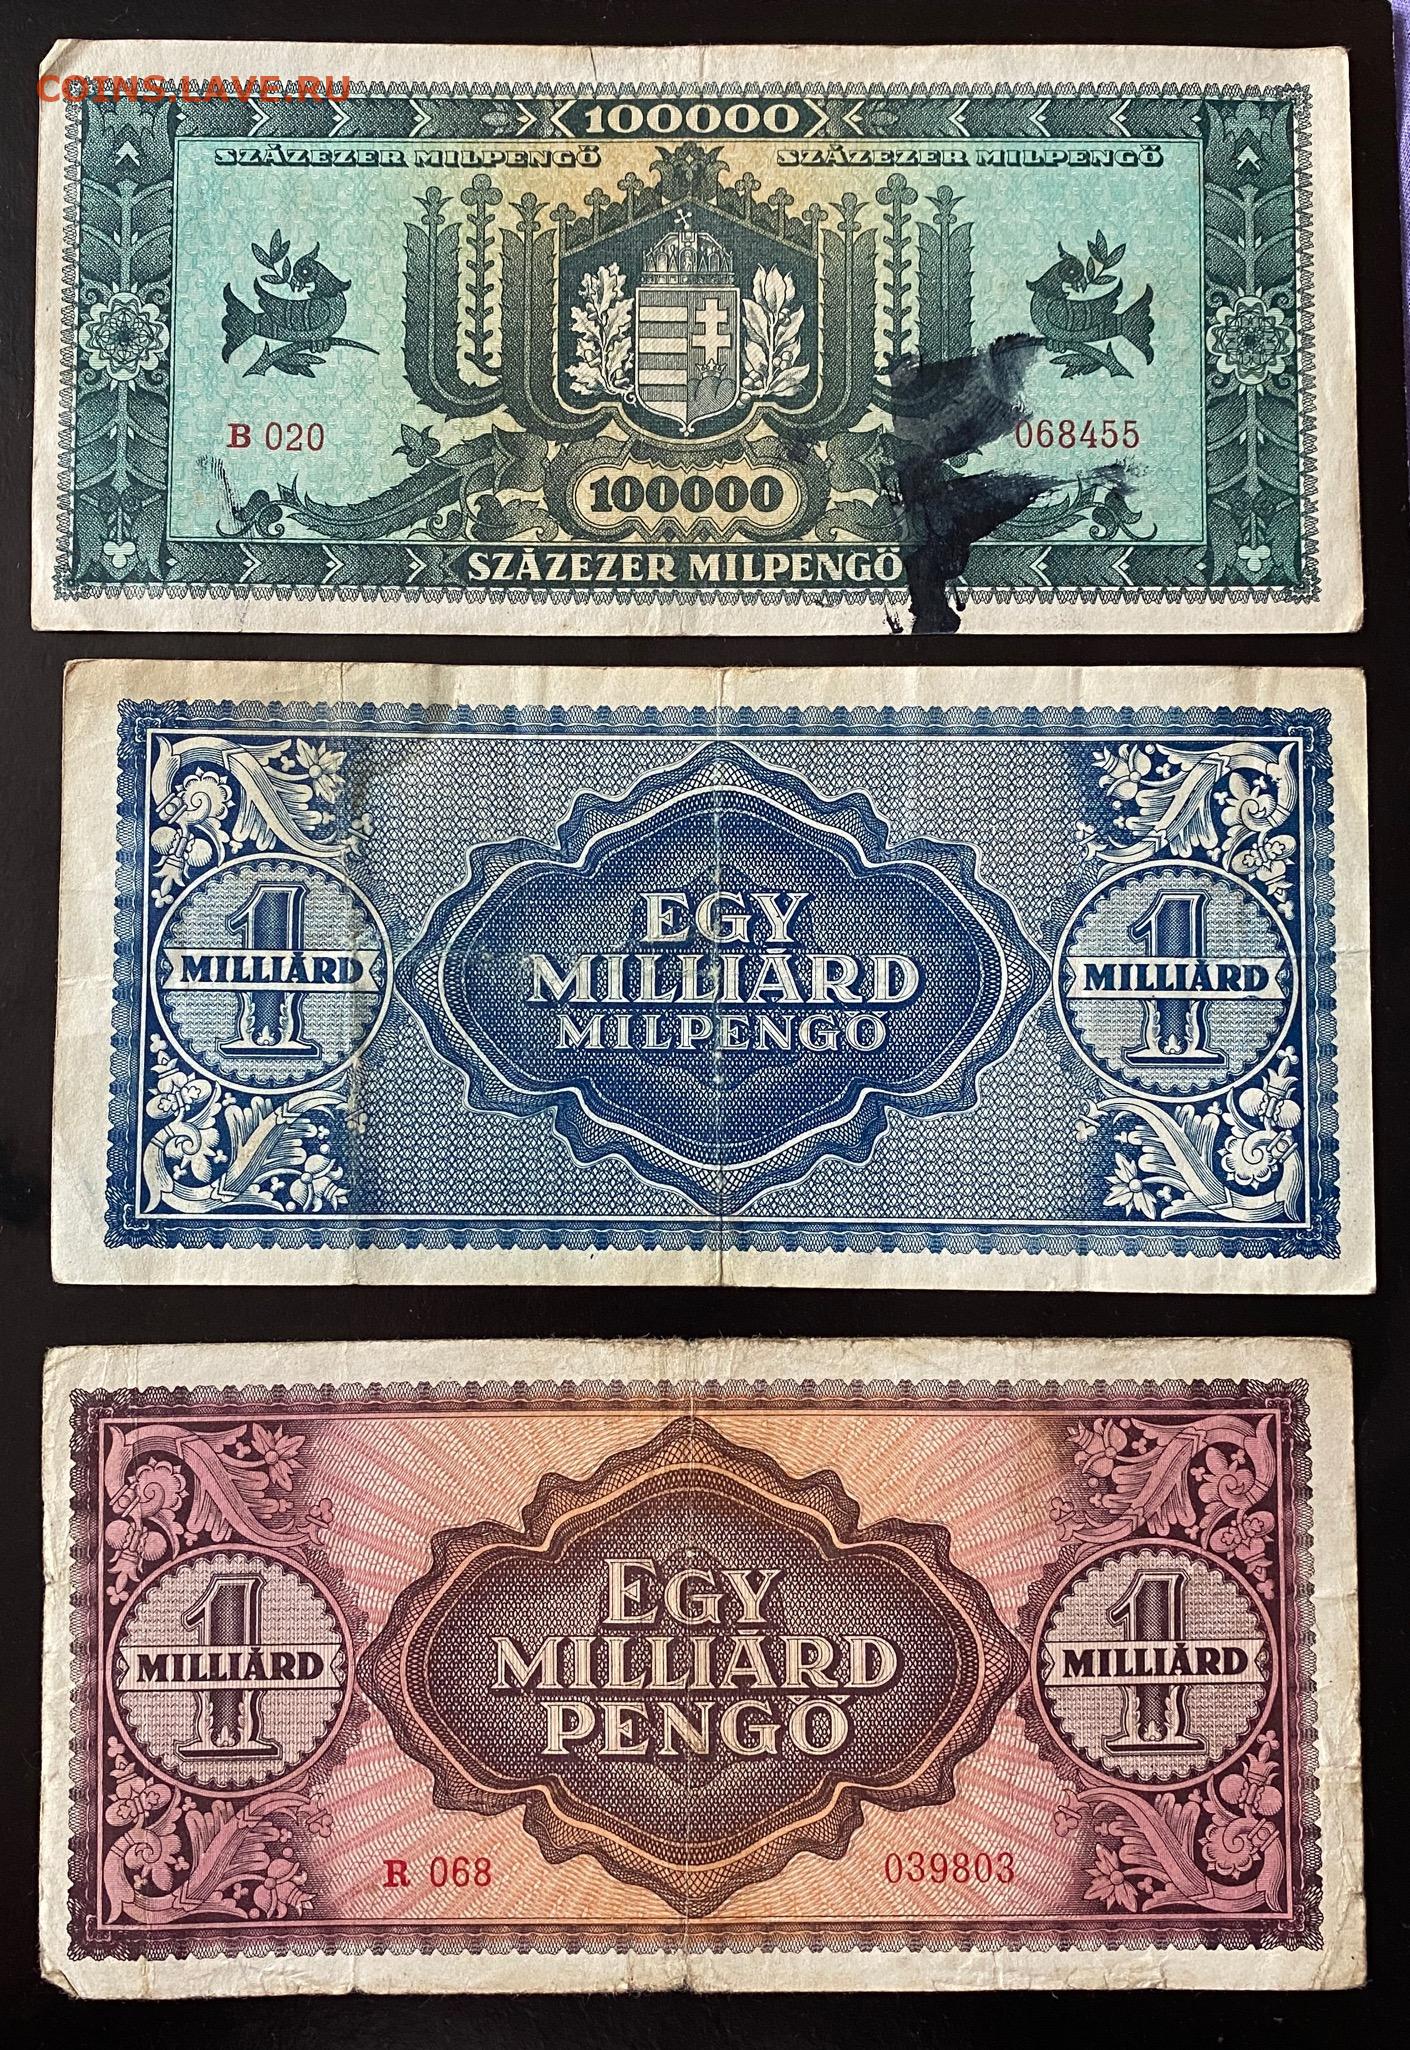 COINS.LAVE.RU
100000
SZÁZEZER MILPENGŐ SZÁZEZER MILPENGŐ
B 020 068455
100000
SZÁZEZER MILPENGŐ
EGY
1 MILLIÁRD MILLIÁRD 1 MILLIÁRD
MILPENGŐ
EGY
1 MILLIÁRD MILLIÁRD 1 MILLIÁRD
PENGŐ
R 068 039803